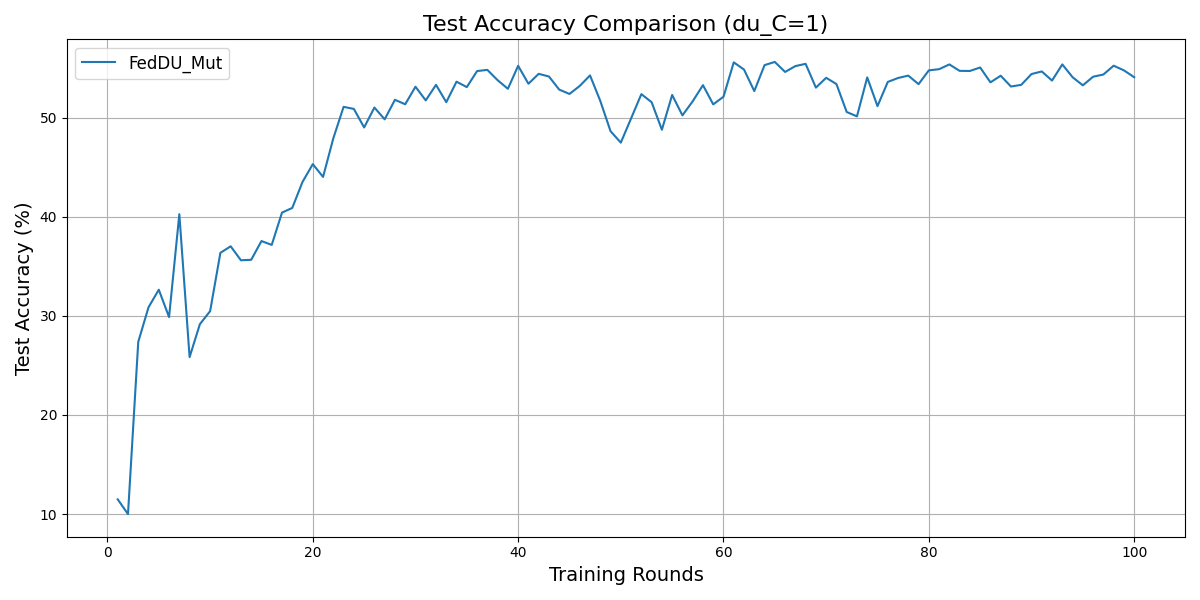 Test Accuracy Comparison (du_C=1)
FedDU_Mut
Test Accuracy (%)
50
40
30
20
10
0 20 40 60 80 100
Training Rounds